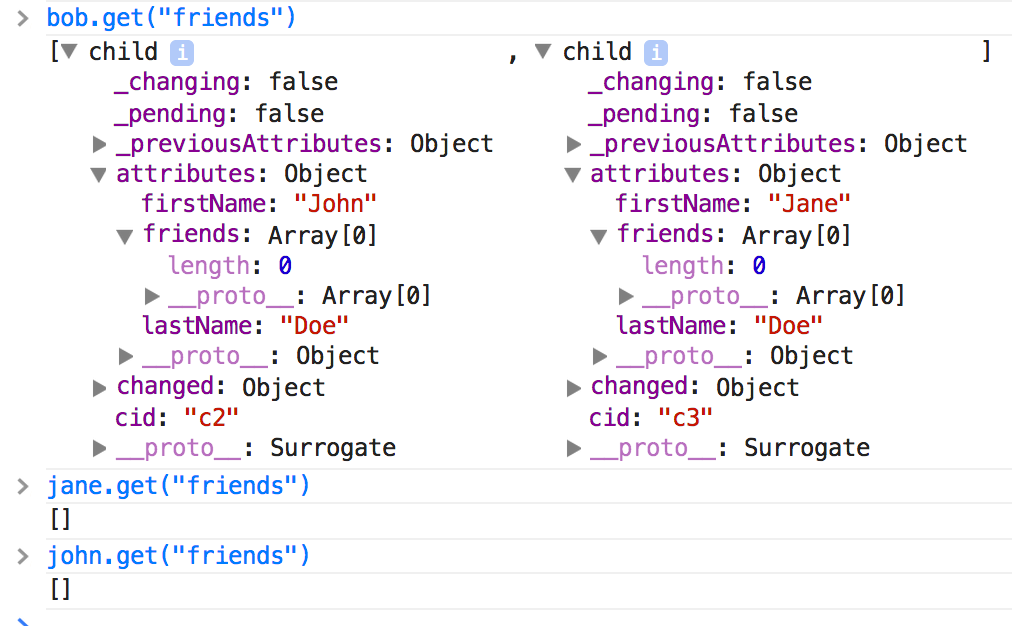 > bob.get("friends")
[▼ child i , ▼ child i ]
_changing: false _changing: false
_pending: false _pending: false
▶ _previousAttributes: Object ▶ _previousAttributes: Object
▼ attributes: Object ▼ attributes: Object
firstName: "John" firstName: "Jane"
▼ friends: Array[0] ▼ friends: Array[0]
length: 0 length: 0
▶ __proto__: Array[0] ▶ __proto__: Array[0]
lastName: "Doe" lastName: "Doe"
▶ __proto__: Object ▶ __proto__: Object
▶ changed: Object ▶ changed: Object
cid: "c2" cid: "c3"
▶ __proto__: Surrogate ▶ __proto__: Surrogate
> jane.get("friends")
[]
> john.get("friends")
[]